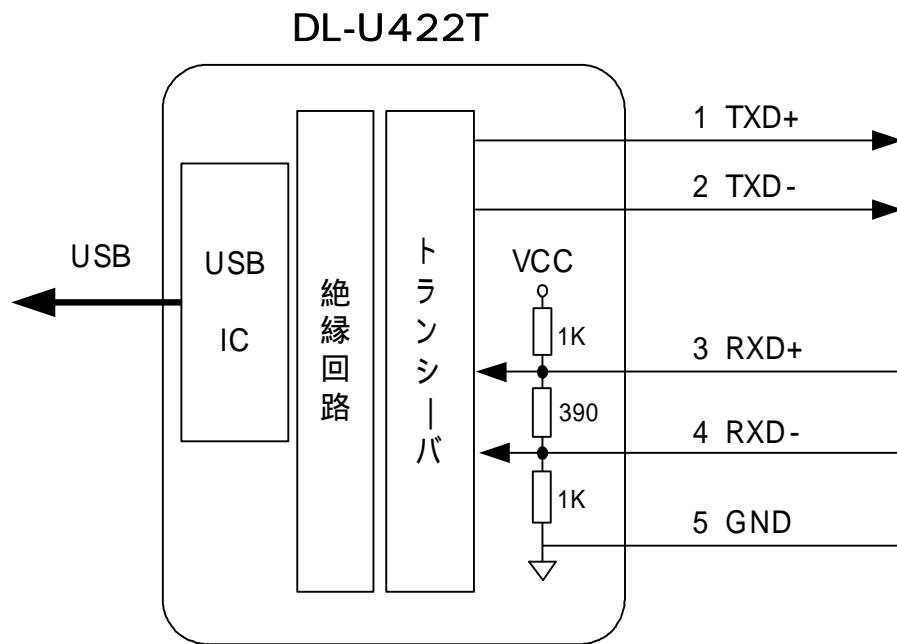 DL-U422T
1 TXD+
2 TXD-
USB
USB
IC
絶縁回路
トランシーバ
VCC
1K
3 RXD+
390
4 RXD-
1K
5 GND